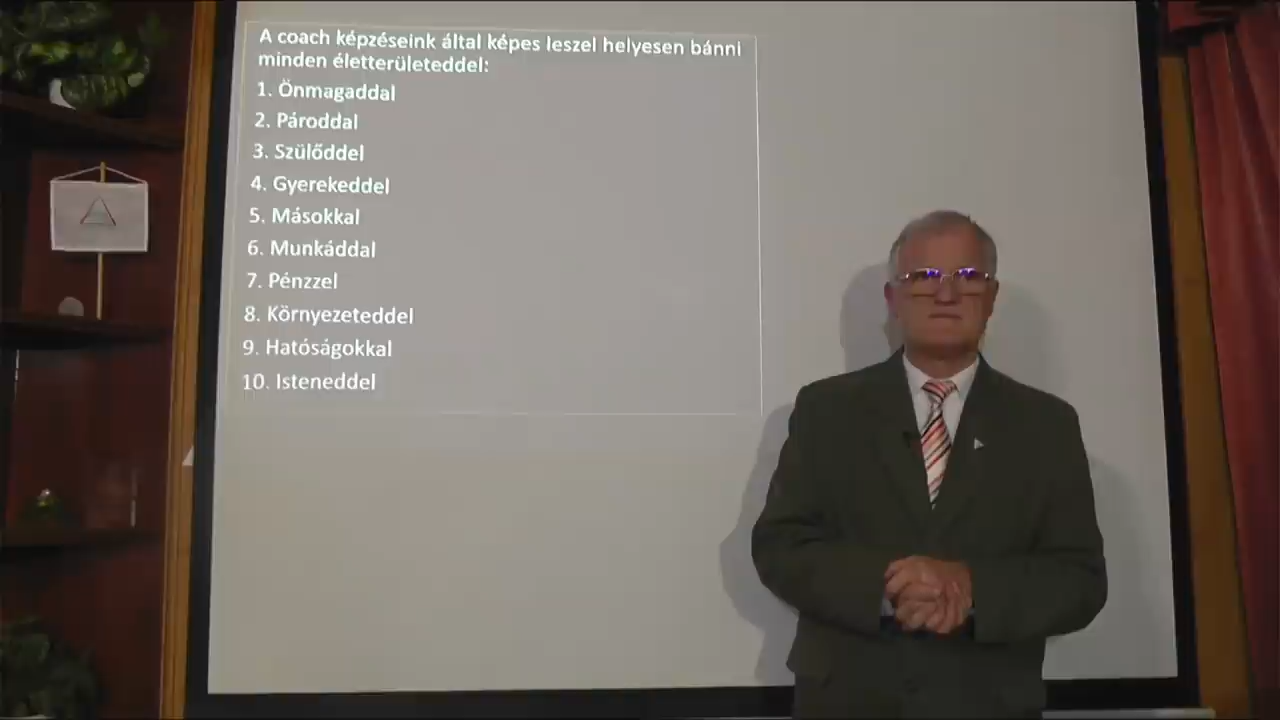 A coach képzéseink által képes leszel helyesen bánni
minden életterületeddel:
1. Önmagaddal
2. Pároddal
3. Szülőddel
4. Gyerekeddel
5. Másokkal
6. Munkáddal
7. Pénzzel
8. Környezeteddel
9. Hatóságokkal
10. Isteneddel